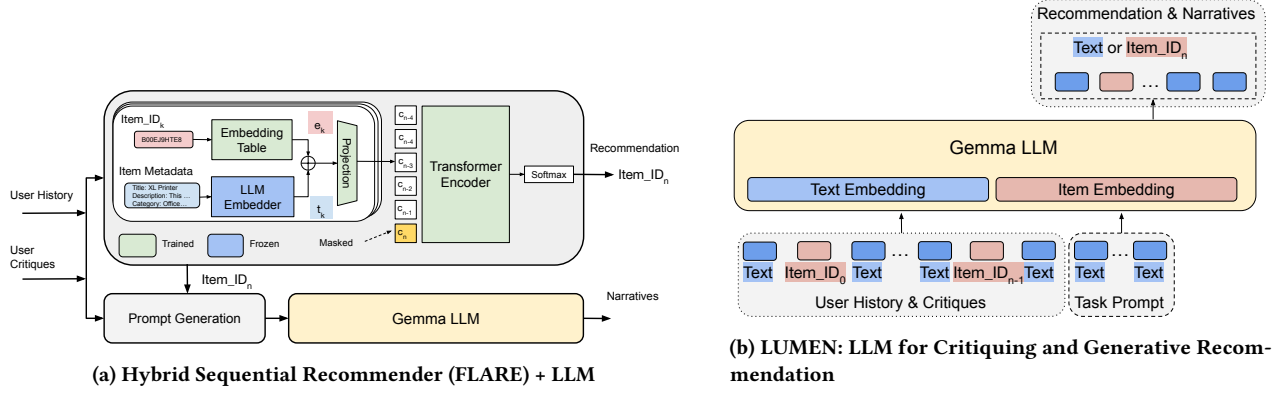 User History
User
Critiques
Item_ID_k
B00EJ9HTE8
Embedding
Table
e_k
Item Metadata
Title: XL Printer
Description: This ...
Category: Office ...
LLM
Embedder
t_k
Projection
Trained
Frozen
Masked
c_n-4
c_n-4
c_n-3
c_n-2
c_n-1
c_n
Transformer
Encoder
Softmax
Recommendation
Item_ID_n
Item_ID_n
Prompt Generation
Gemma LLM
Narratives
(a) Hybrid Sequential Recommender (FLARE) + LLM
Recommendation & Narratives
Text or Item_ID_n
...
Gemma LLM
Text Embedding
Item Embedding
... ...
Text Item_ID_0 Text Text Item_ID_n-1 Text Text Text
User History & Critiques
Task Prompt
(b) LUMEN: LLM for Critiquing and Generative Recom-
mendation